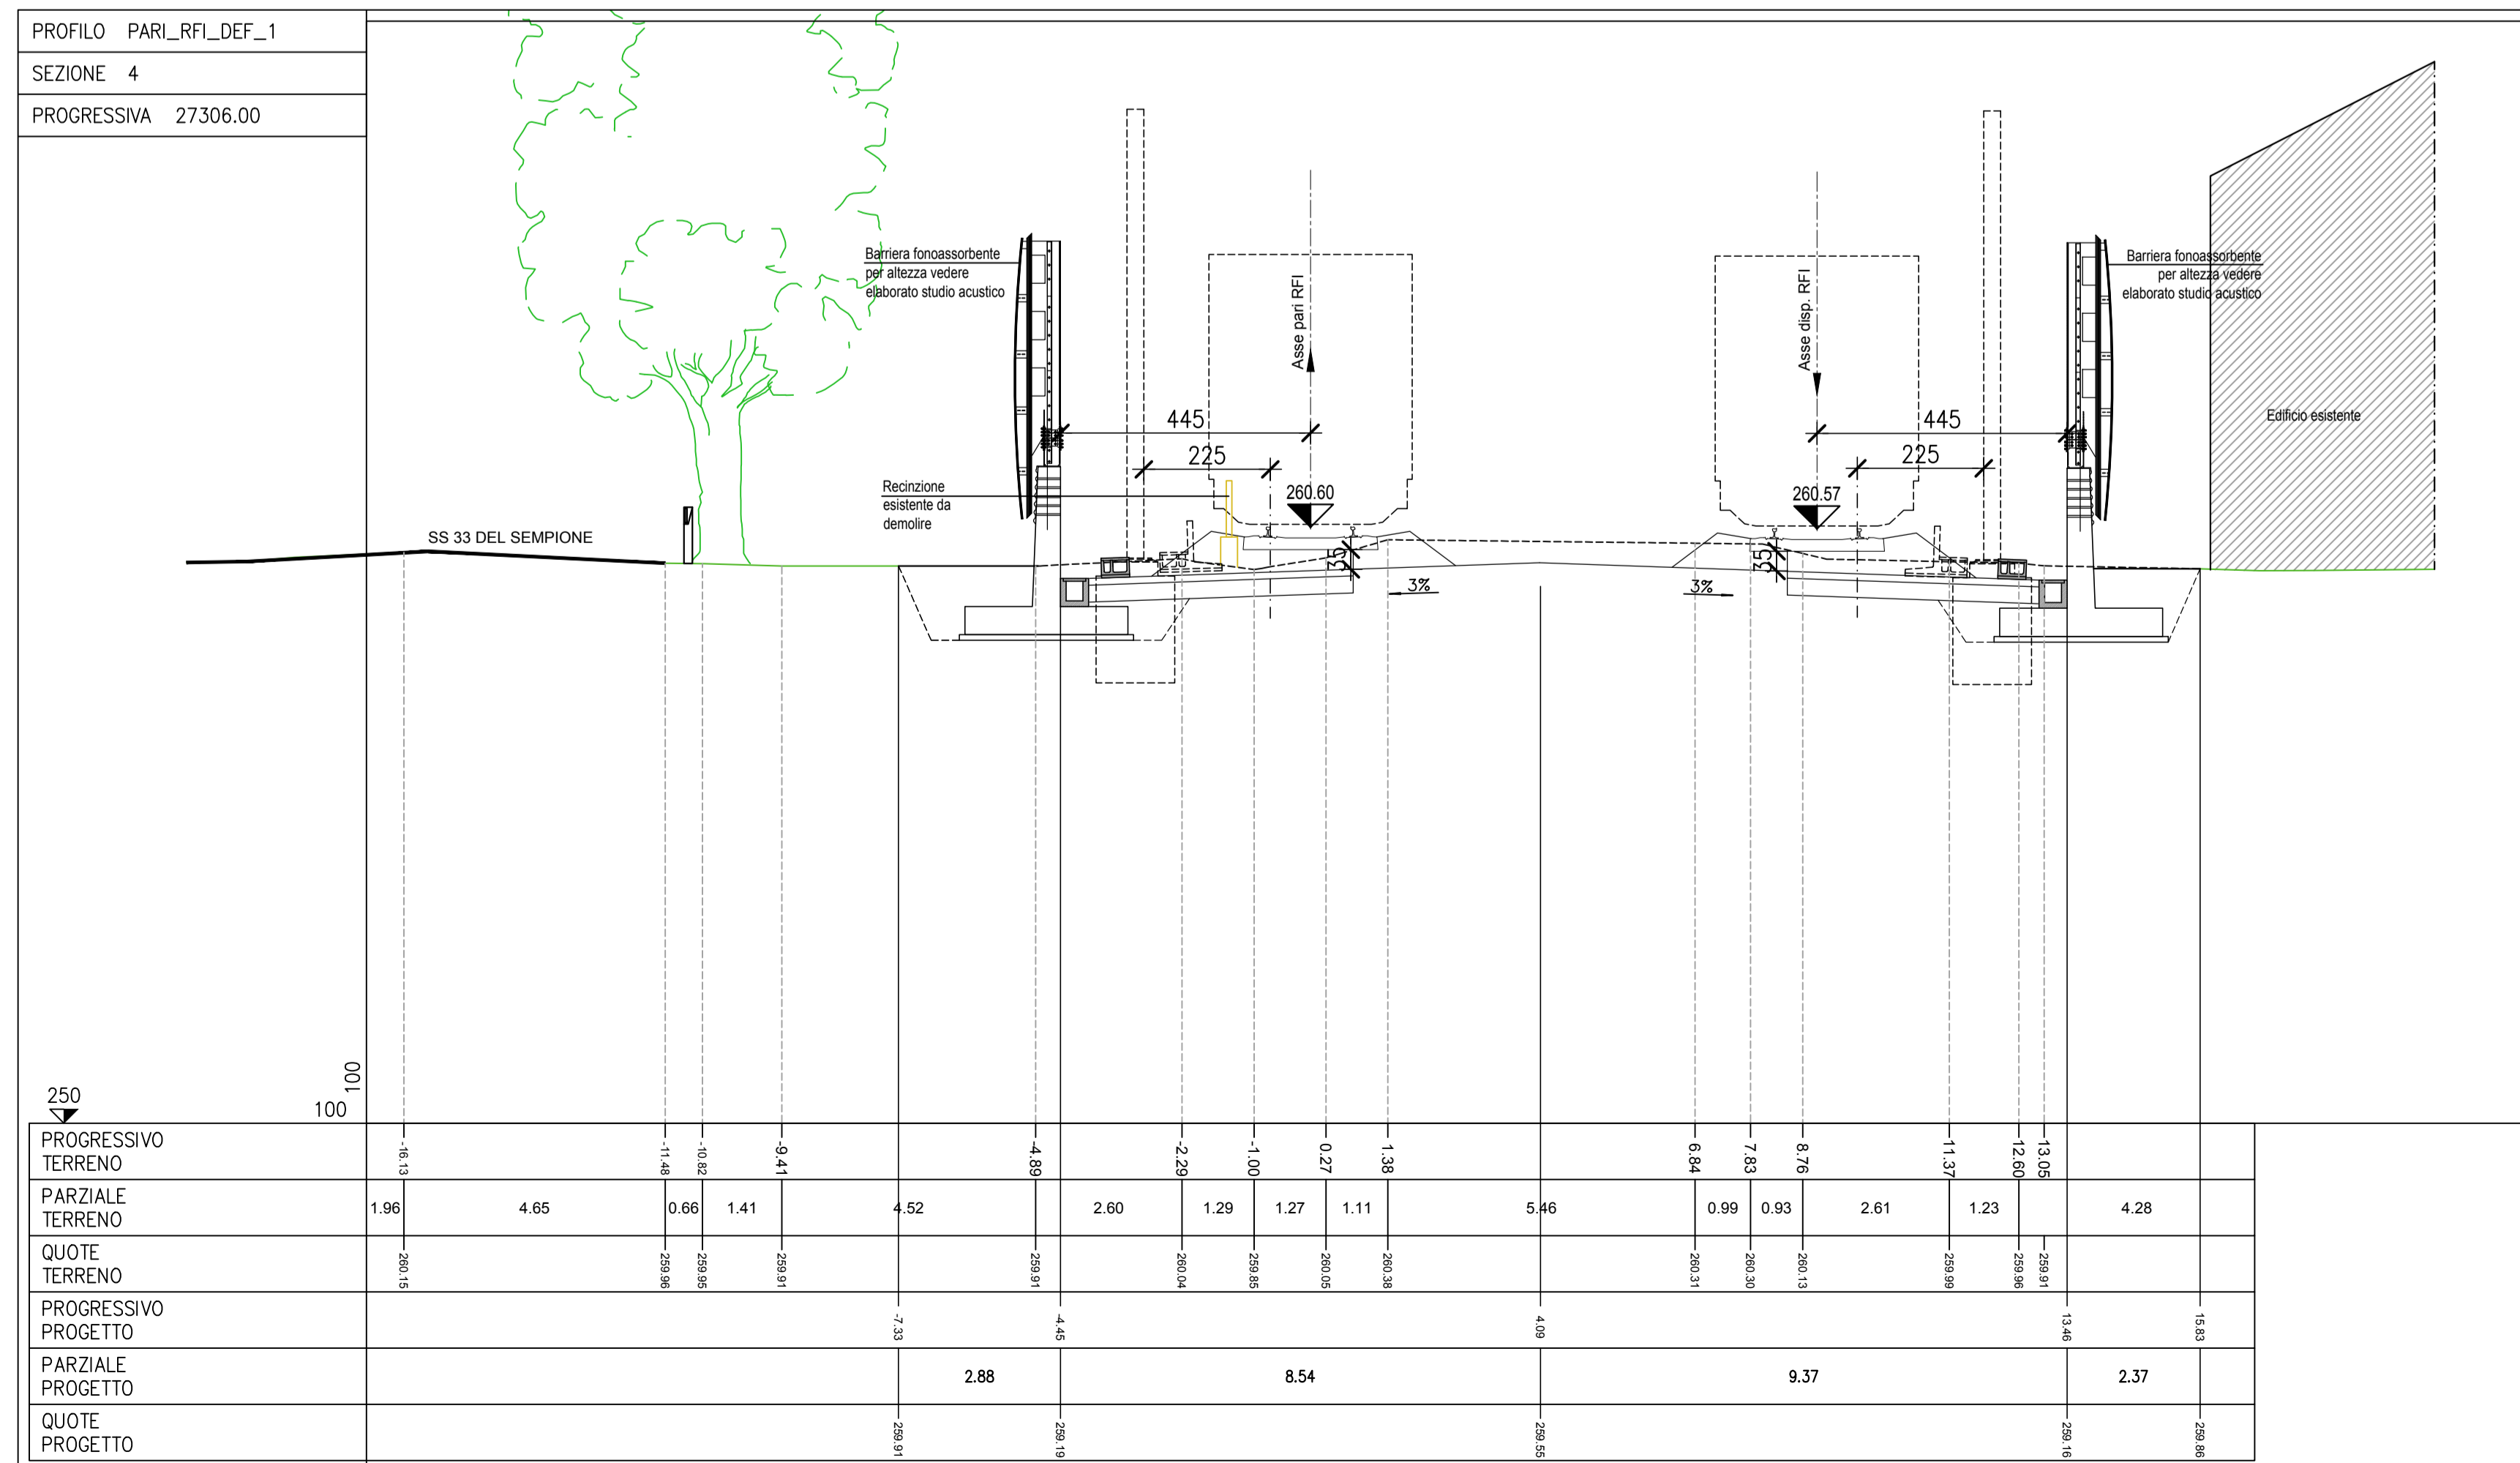 PROFILO PARI_RFI_DEF_1
SEZIONE 4
PROGRESSIVA 27306.00
Barriera fonoassorbente
per altezza vedere
elaborato studio acustico
Asse pari RFI
Asse disp. RFI
Barriera fonoassorbente
per altezza vedere
elaborato studio acustico
Edificio esistente
445
225
445
225
Recinzione
esistente da
demolire
260.60
260.57
SS 33 DEL SEMPIONE
35
35
3%
3%
250
100
100
PROGRESSIVO
TERRENO
-16.13 -11.48 -10.82 -9.41 -4.89 -2.29 -1.00 0.27 1.38 6.84 7.83 8.76 11.37 12.60 13.05
PARZIALE
TERRENO
1.96 4.65 0.66 1.41 4.52 2.60 1.29 1.27 1.11 5.46 0.99 0.93 2.61 1.23 4.28
QUOTE
TERRENO
260.15 259.96 259.95 259.91 259.91 260.04 259.85 260.05 260.38 260.31 260.30 260.13 259.99 259.96 259.91
PROGRESSIVO
PROGETTO
-7.33 -4.45 4.09 13.46 15.83
PARZIALE
PROGETTO
2.88 8.54 9.37 2.37
QUOTE
PROGETTO
259.91 259.19 259.55 259.16 259.86